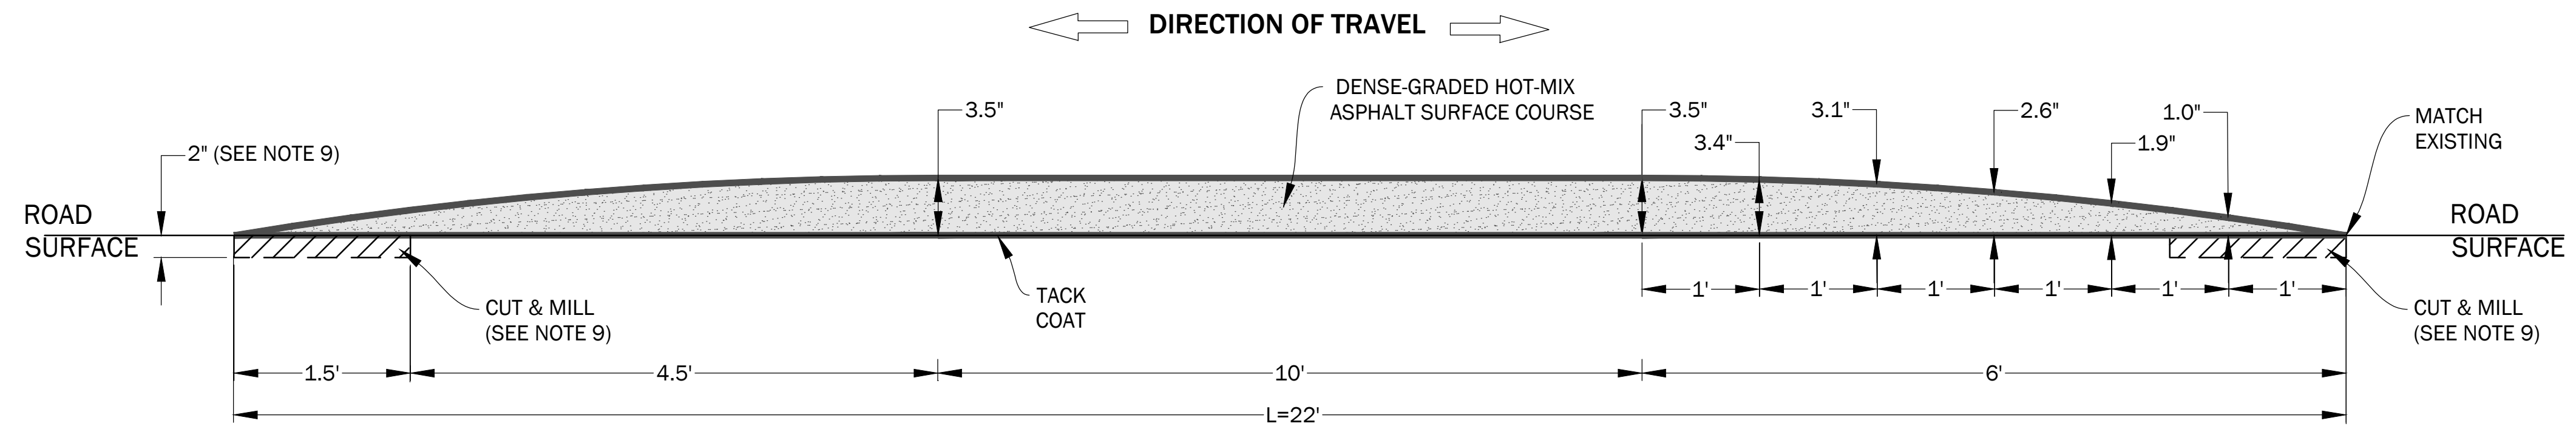 DIRECTION OF TRAVEL
DENSE-GRADED HOT-MIX
ASPHALT SURFACE COURSE
3.5"
3.5"
3.4"
3.1"
2.6"
1.9"
1.0"
MATCH
EXISTING
2" (SEE NOTE 9)
ROAD
SURFACE
ROAD
SURFACE
CUT & MILL
(SEE NOTE 9)
TACK
COAT
1'
1'
1'
1'
1'
1'
CUT & MILL
(SEE NOTE 9)
1.5'
4.5'
10'
6'
L=22'